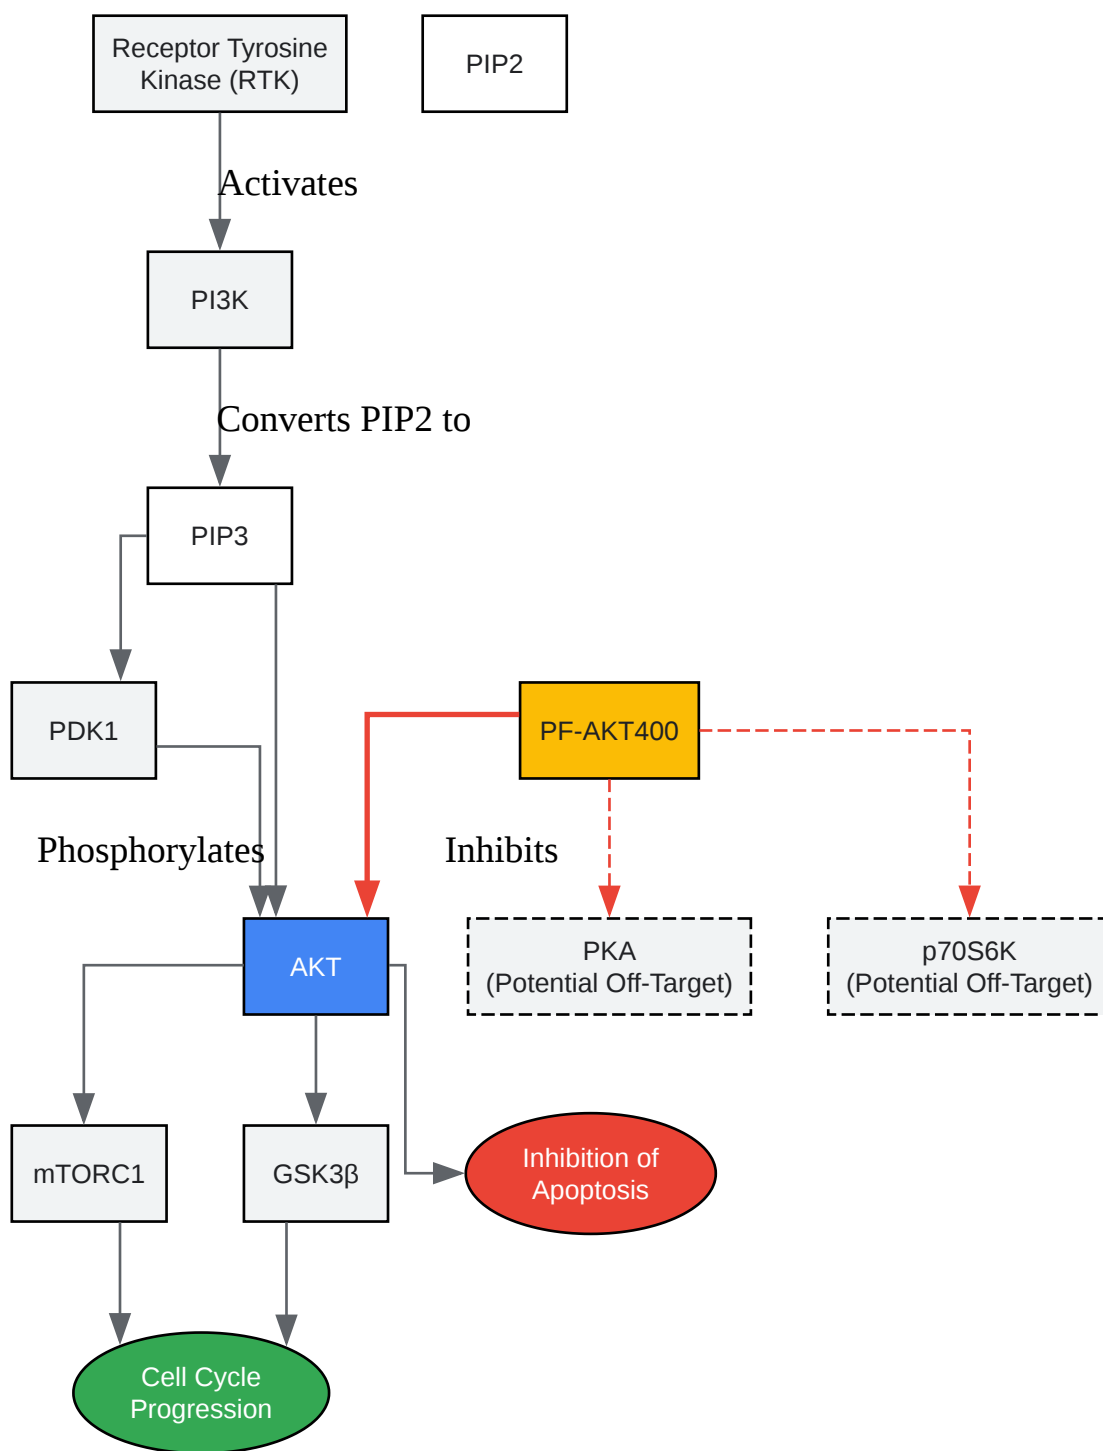 Receptor Tyrosine
Kinase (RTK)
PIP2
Activates
PI3K
Converts PIP2 to
PIP3
PDK1
PF-AKT400
Phosphorylates
Inhibits
AKT
PKA
(Potential Off-Target)
p70S6K
(Potential Off-Target)
mTORC1
GSK3β
Inhibition of
Apoptosis
Cell Cycle
Progression